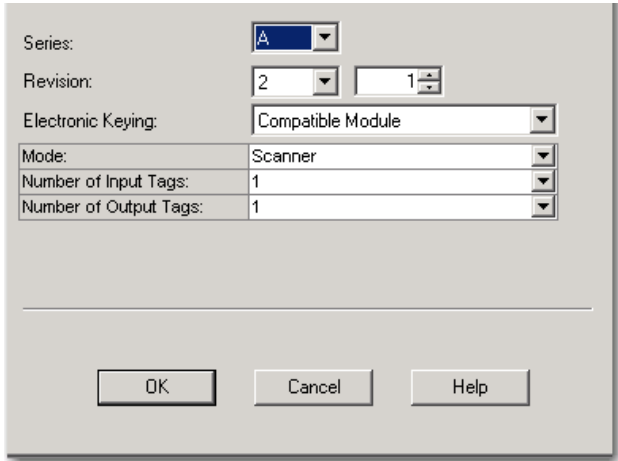 Series: A
Revision: 2 1
Electronic Keying: Compatible Module
Mode: Scanner
Number of Input Tags: 1
Number of Output Tags: 1
OK Cancel Help